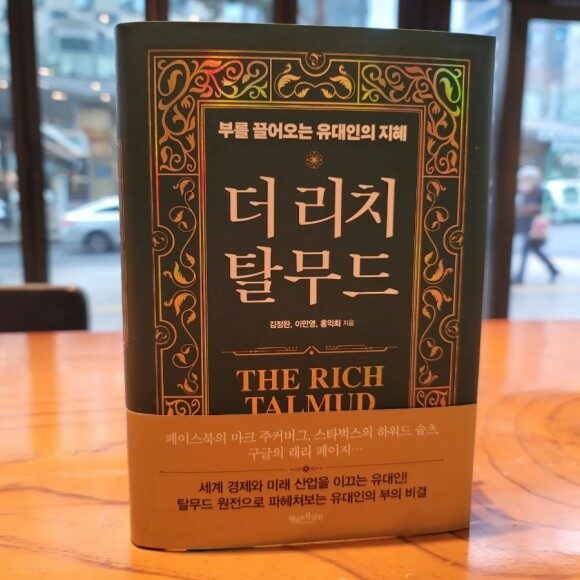 부를 끌어오는 유대인의 지혜
더 리치
탈무드
김정완, 이민영, 홍익희 지음
THE RICH
TALMUD
페이스북의 마크 주커버그, 스타벅스의 하워드 슐츠,
구글의 래리 페이지…
세계 경제와 미래 산업을 이끄는 유대인!
탈무드 원전으로 파헤쳐보는 유대인의 부의 비결